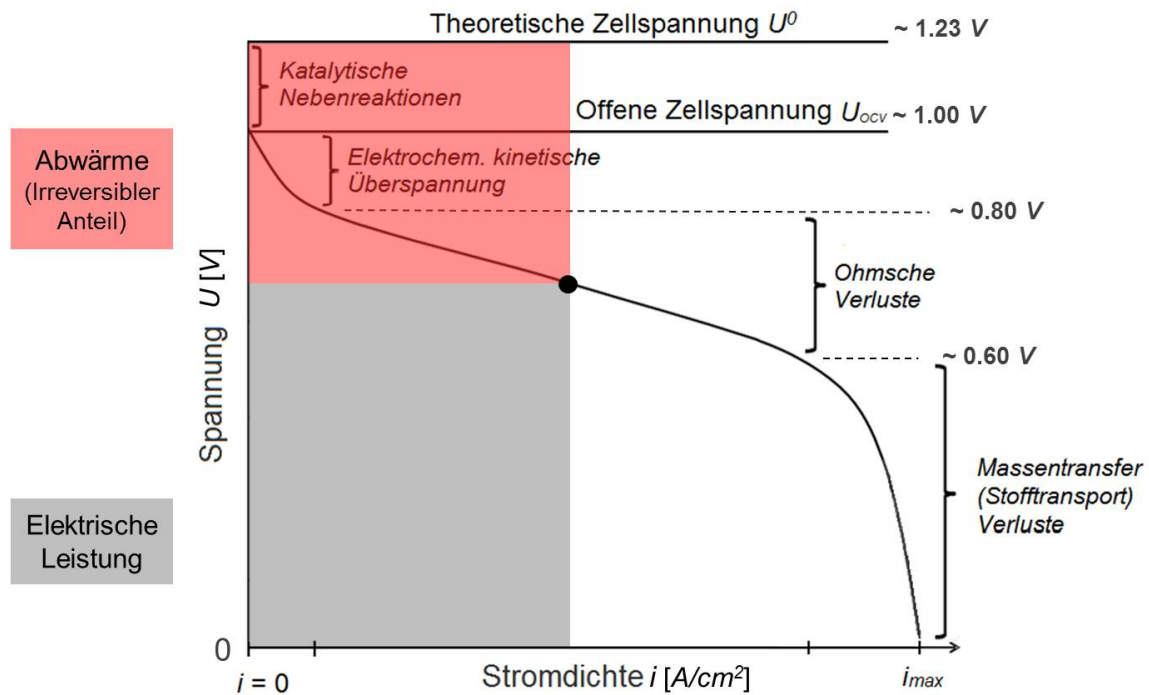 Theoretische Zellspannung U⁰
~ 1.23 V
Katalytische
Nebenreaktionen
Offene Zellspannung Uocv ~ 1.00 V
Abwärme
(Irreversibler
Anteil)
Elektrochem. kinetische
Überspannung
~ 0.80 V
Ohmsche
Verluste
~ 0.60 V
Spannung U [V]
Massentransfer
(Stofftransport)
Verluste
Elektrische
Leistung
0
i = 0
Stromdichte i [A/cm²]
imax